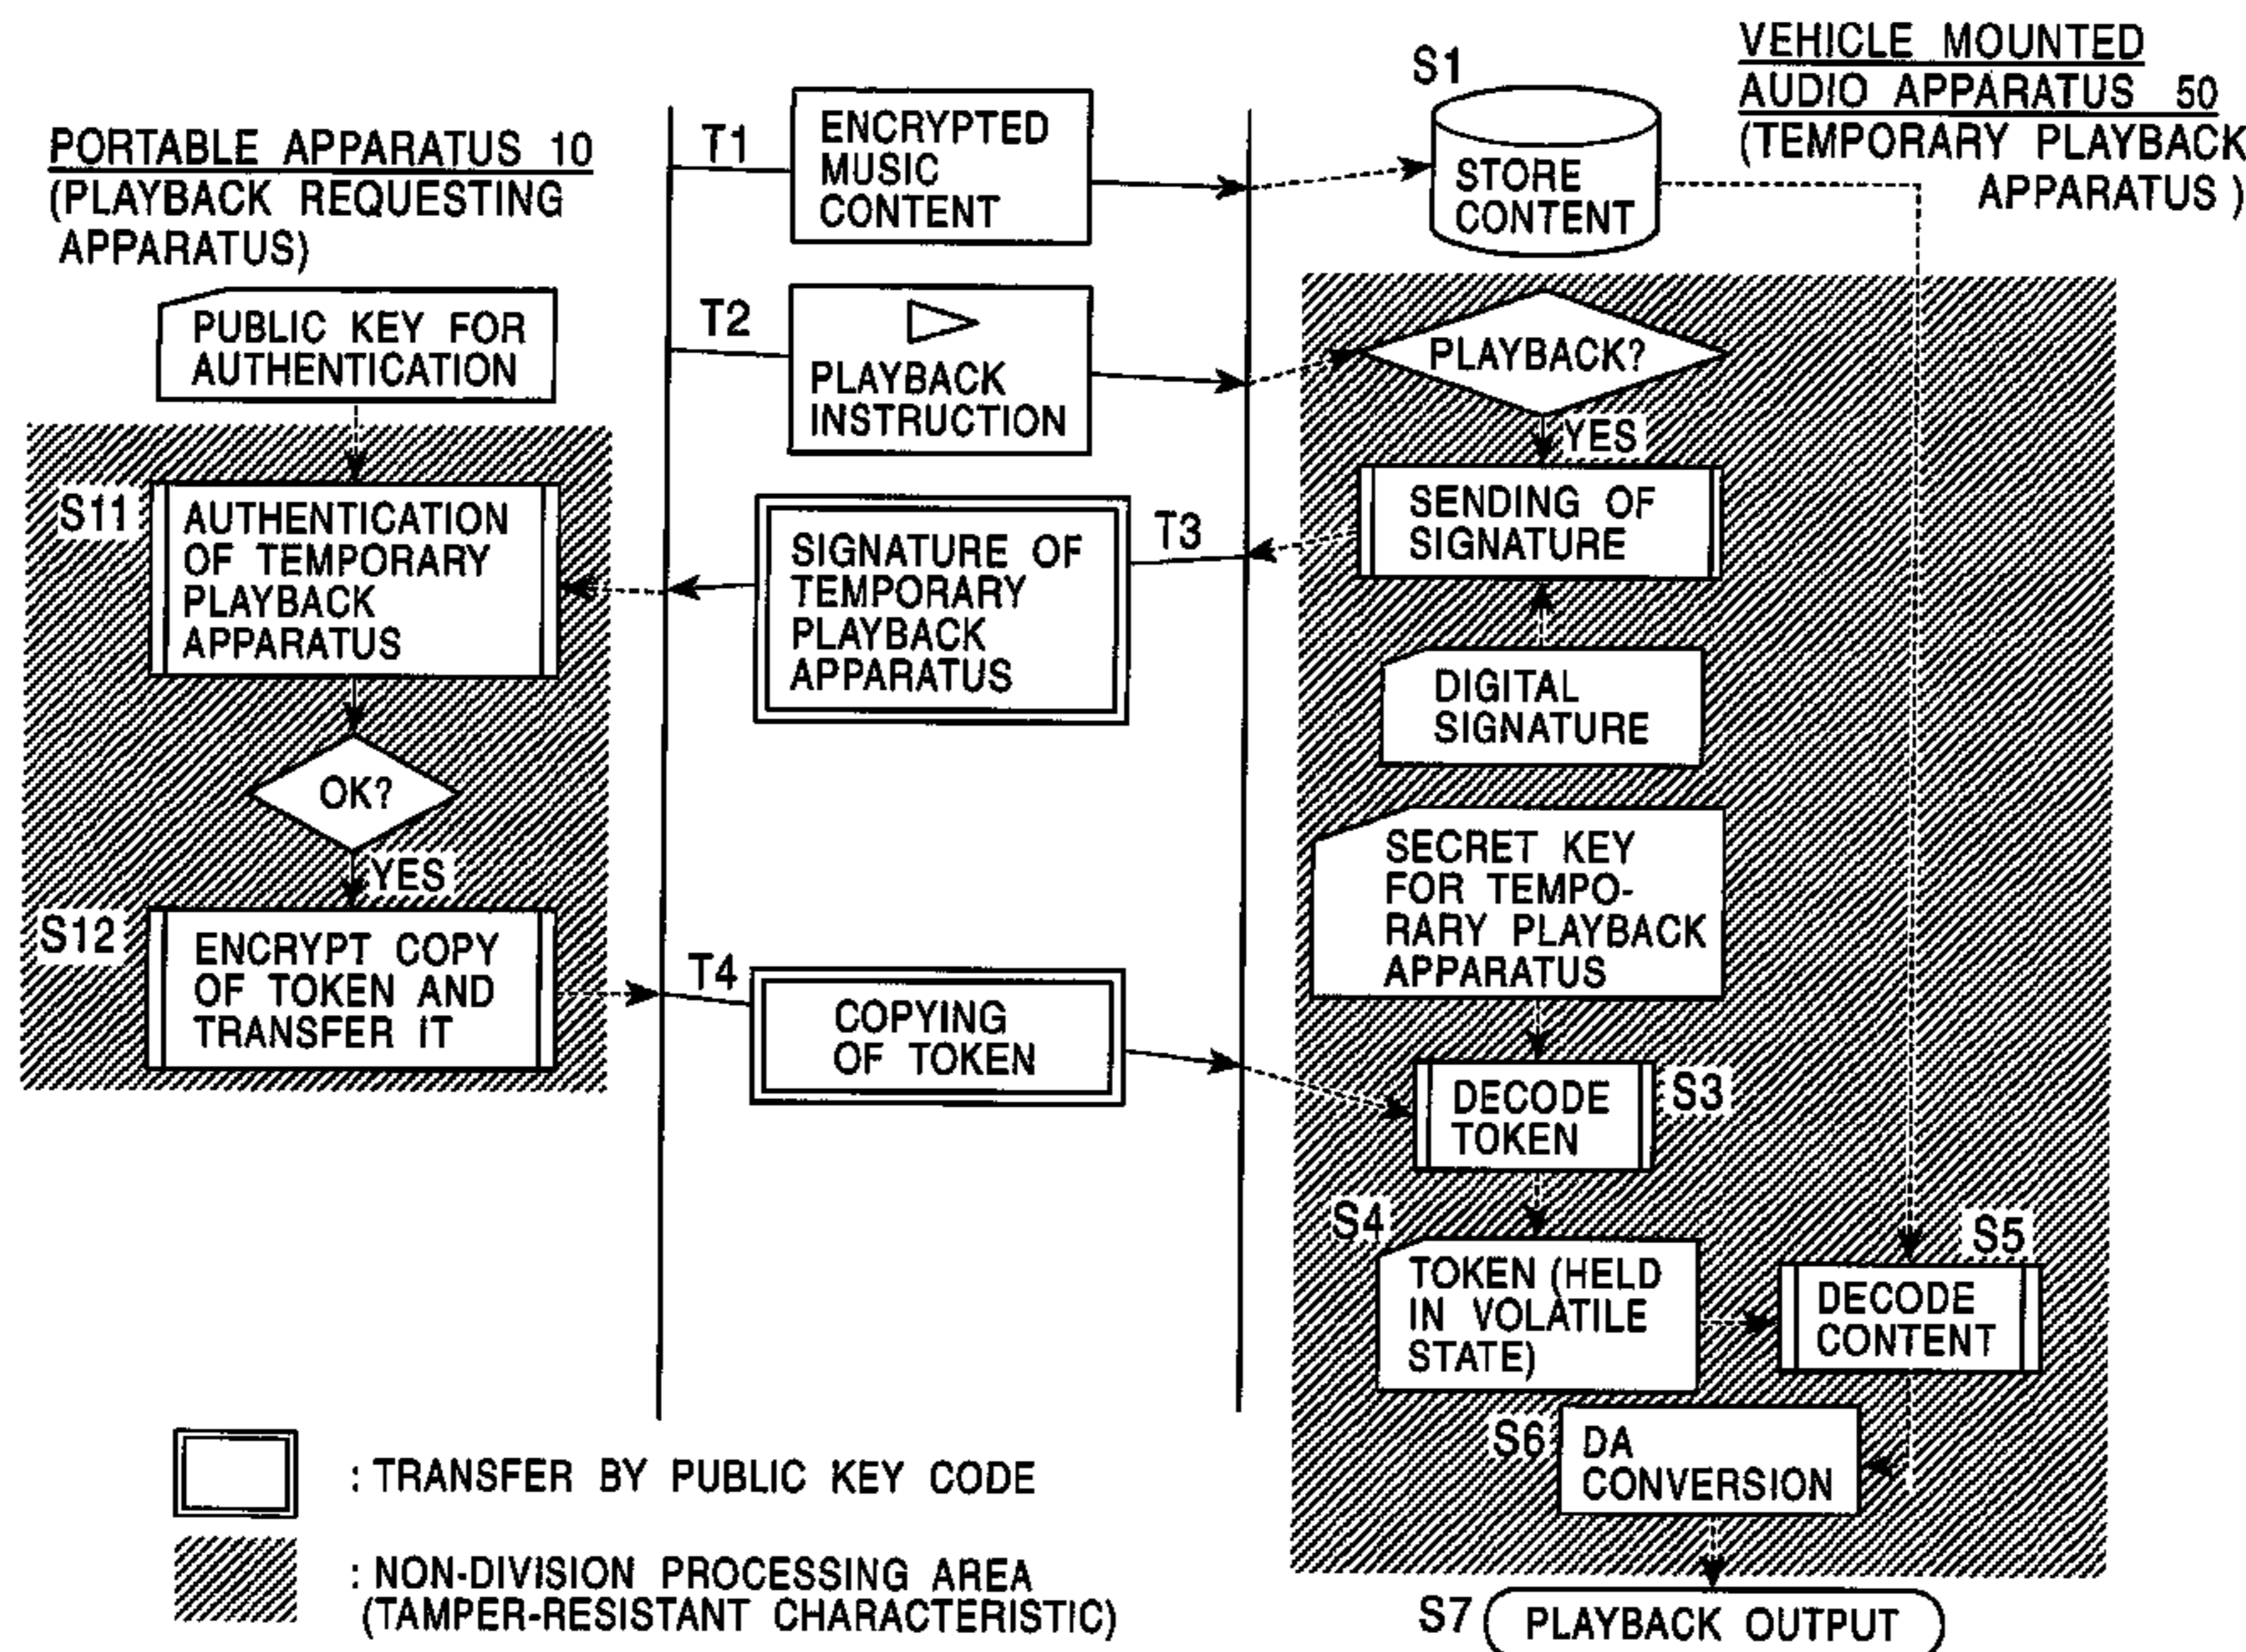 PORTABLE APPARATUS 10
(PLAYBACK REQUESTING
APPARATUS)
PUBLIC KEY FOR
AUTHENTICATION
S11
AUTHENTICATION
OF TEMPORARY
PLAYBACK
APPARATUS
OK?
YES
S12
ENCRYPT COPY
OF TOKEN AND
TRANSFER IT
T1
ENCRYPTED
MUSIC
CONTENT
T2
PLAYBACK
INSTRUCTION
T3
SIGNATURE OF
TEMPORARY
PLAYBACK
APPARATUS
T4
COPYING
OF TOKEN
VEHICLE MOUNTED
AUDIO APPARATUS 50
(TEMPORARY PLAYBACK
APPARATUS)
S1
STORE
CONTENT
PLAYBACK?
YES
SENDING OF
SIGNATURE
DIGITAL
SIGNATURE
SECRET KEY
FOR TEMPO-
RARY PLAYBACK
APPARATUS
DECODE
TOKEN
S3
S4
TOKEN (HELD
IN VOLATILE
STATE)
S5
DECODE
CONTENT
S6
DA
CONVERSION
S7
PLAYBACK OUTPUT
: TRANSFER BY PUBLIC KEY CODE
: NON-DIVISION PROCESSING AREA
(TAMPER-RESISTANT CHARACTERISTIC)